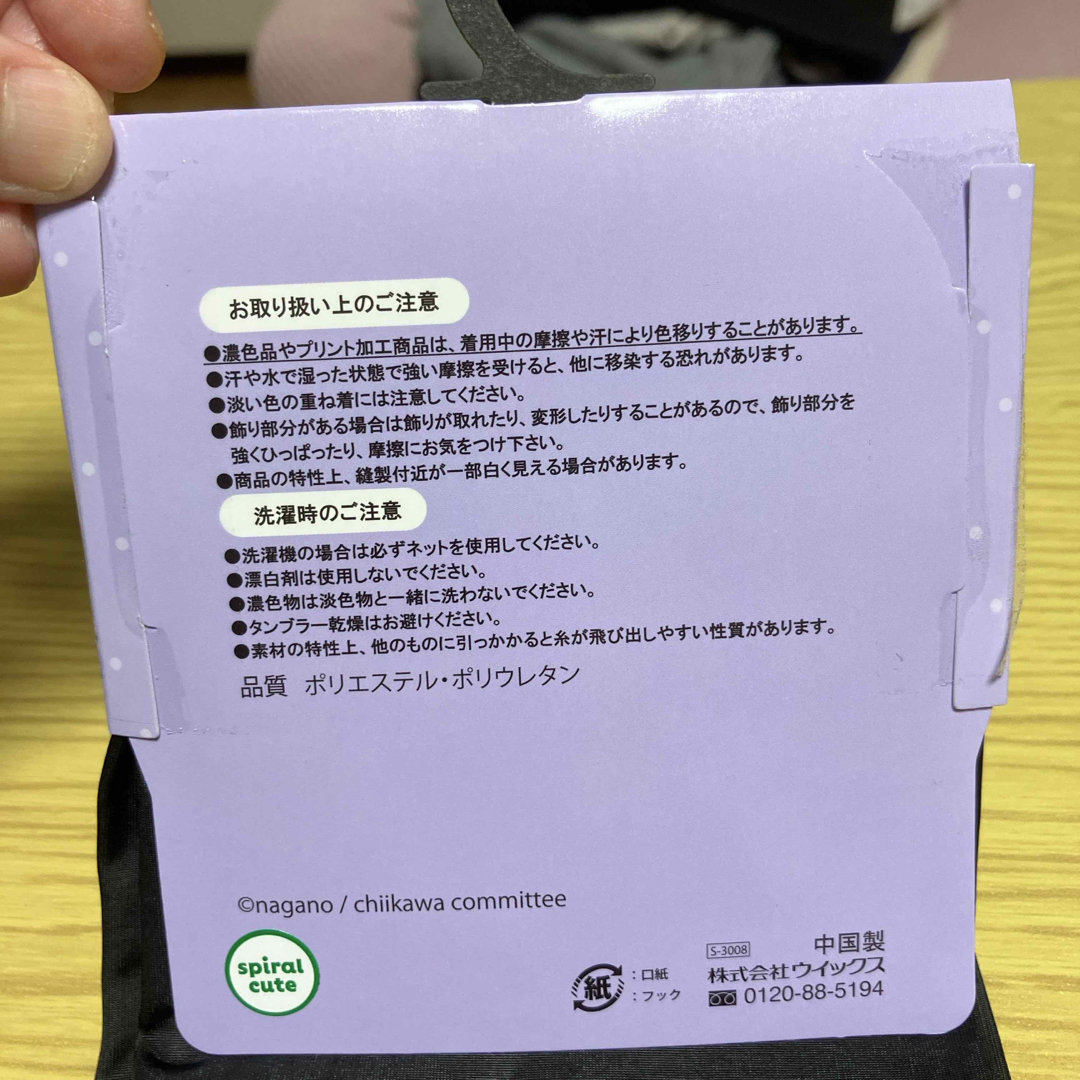 お取り扱い上のご注意
●濃色品やプリント加工商品は、着用中の摩擦や汗により色移りすることがあります。
●汗や水で湿った状態で強い摩擦を受けると、他に移染する恐れがあります。
●淡い色の重ね着には注意してください。
●飾り部分がある場合は飾りが取れたり、変形したりすることがあるので、飾り部分を
強くひっぱったり、摩擦にお気をつけ下さい。
●商品の特性上、縫製付近が一部白く見える場合があります。
洗濯時のご注意
●洗濯機の場合は必ずネットを使用してください。
●漂白剤は使用しないでください。
●濃色物は淡色物と一緒に洗わないでください。
●タンブラー乾燥はお避けください。
●素材の特性上、他のものに引っかかると糸が飛び出しやすい性質があります。
品質 ポリエステル・ポリウレタン
©nagano / chiikawa committee
spiral
cute
紙
：口紙
：フック
S-3008
中国製
株式会社ウイックス
0120-88-5194